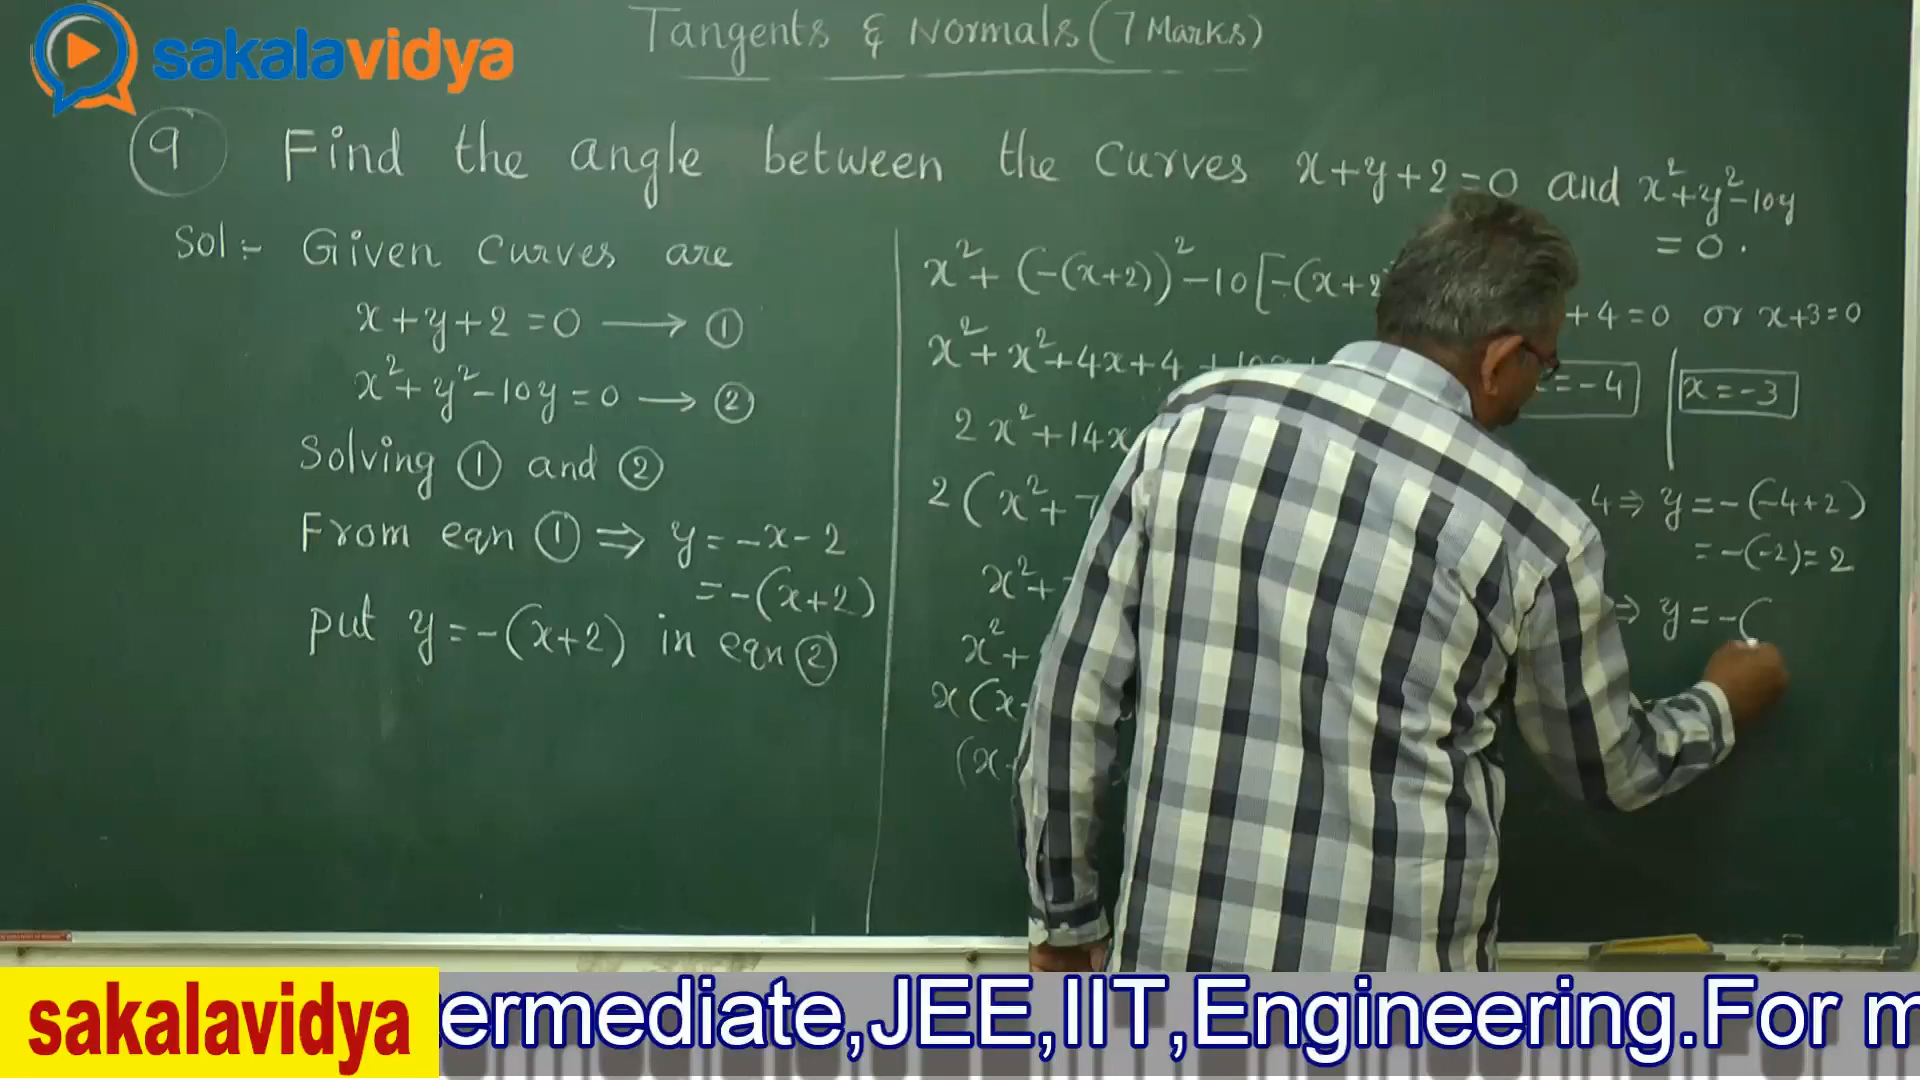 sakalavidya
Tangents & Normals (7 Marks)
9 Find the angle between the curves x+y+2=0 and x²+y²-10y
= 0.
Sol:- Given curves are
x+y+2=0 → ①
x²+y²-10y=0 → ②
Solving ① and ②
From eqn ① ⇒ y=-x-2
=-(x+2)
put y=-(x+2) in eqn ②
x²+(-(x+2))²-10[-(x+2
x²+x²+4x+4
2x²+14x
2(x²+7
x²+
x²+
x(x
(x
+4=0 or x+3=0
=-4
x=-3
-4 ⇒ y=-(-4+2)
=-(-2)=2
⇒ y=-(
sakalavidya
termediate,JEE,IIT,Engineering.For m